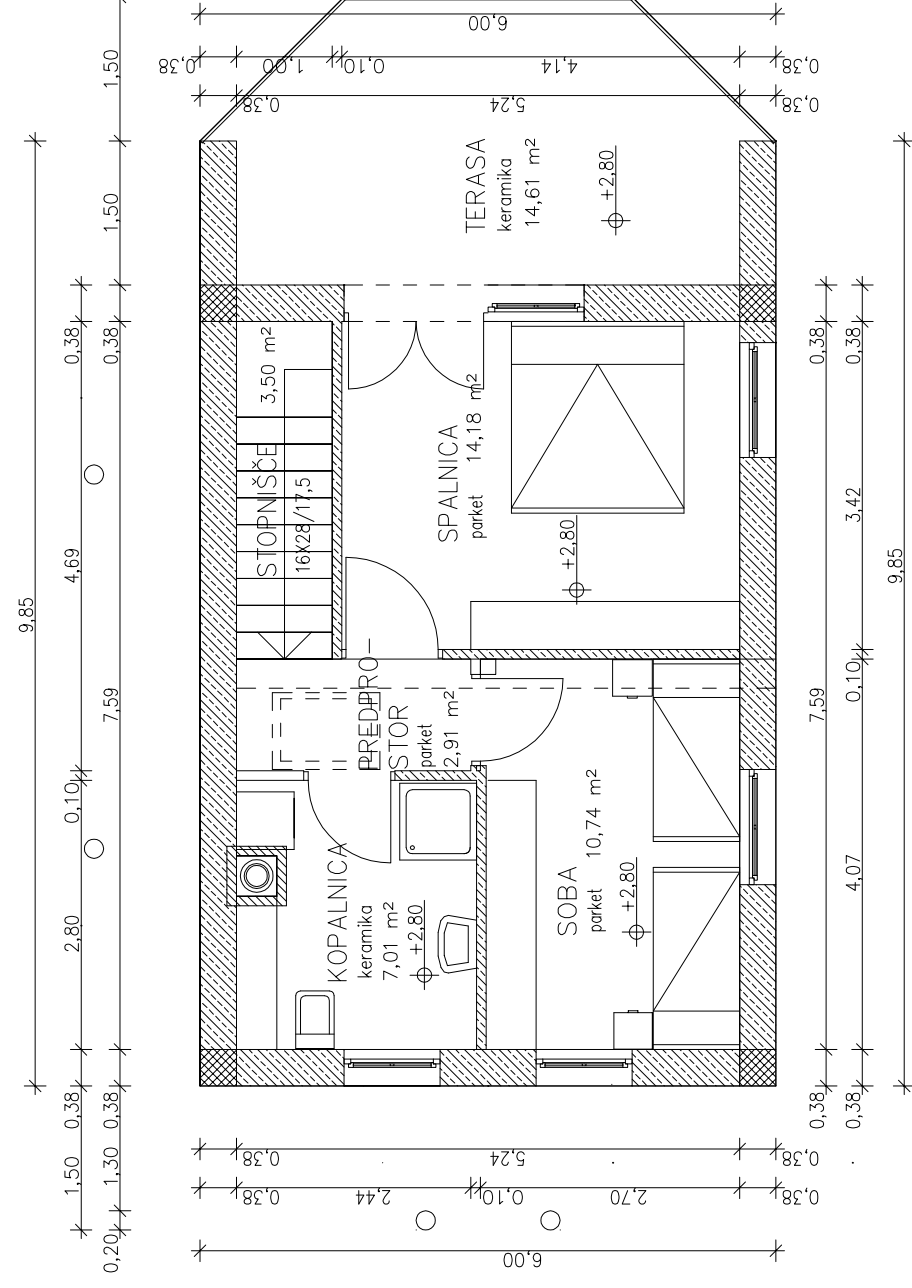 6,00
0,38
1,00
0,10
4,14
0,38
0,38
5,24
0,38
1,50
1,50
9,85
0,38
4,69
0,10
2,80
0,38
1,50
0,38
7,59
0,38
1,30
0,20
TERASA
keramika
14,61 m²
+2,80
STOPNIŠČE 3,50 m²
16X28/17,5
SPALNICA
parket 14,18 m²
+2,80
PREDPRO-
STOR
parket
2,91 m²
KOPALNICA
keramika
7,01 m²
+2,80
SOBA
parket 10,74 m²
+2,80
0,38
7,59
0,38
0,38
3,42
0,10
4,07
0,38
9,85
0,38
5,24
0,38
0,38
2,44
0,10
2,70
0,38
6,00